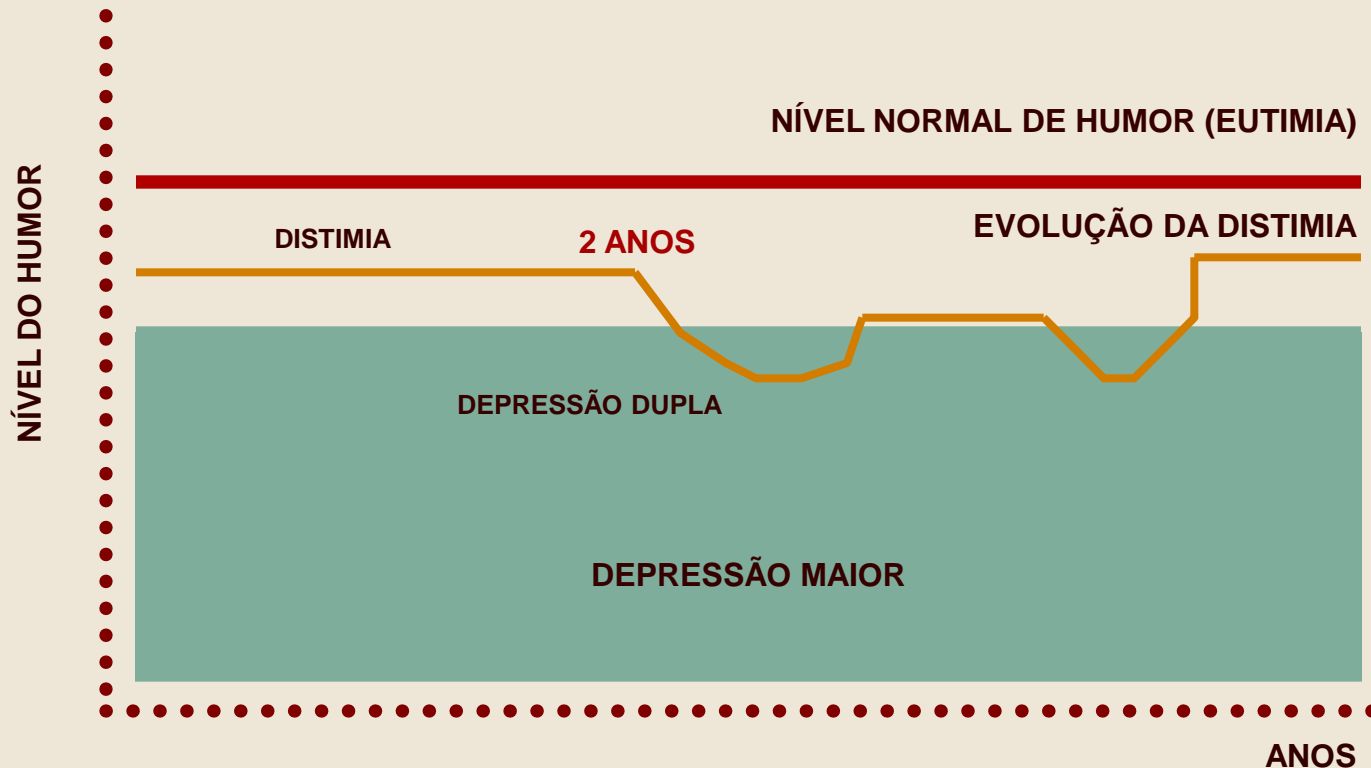 NÍVEL DO HUMOR
NÍVEL NORMAL DE HUMOR (EUTIMIA)
EVOLUÇÃO DA DISTIMIA
DISTIMIA
2 ANOS
DEPRESSÃO DUPLA
DEPRESSÃO MAIOR
ANOS